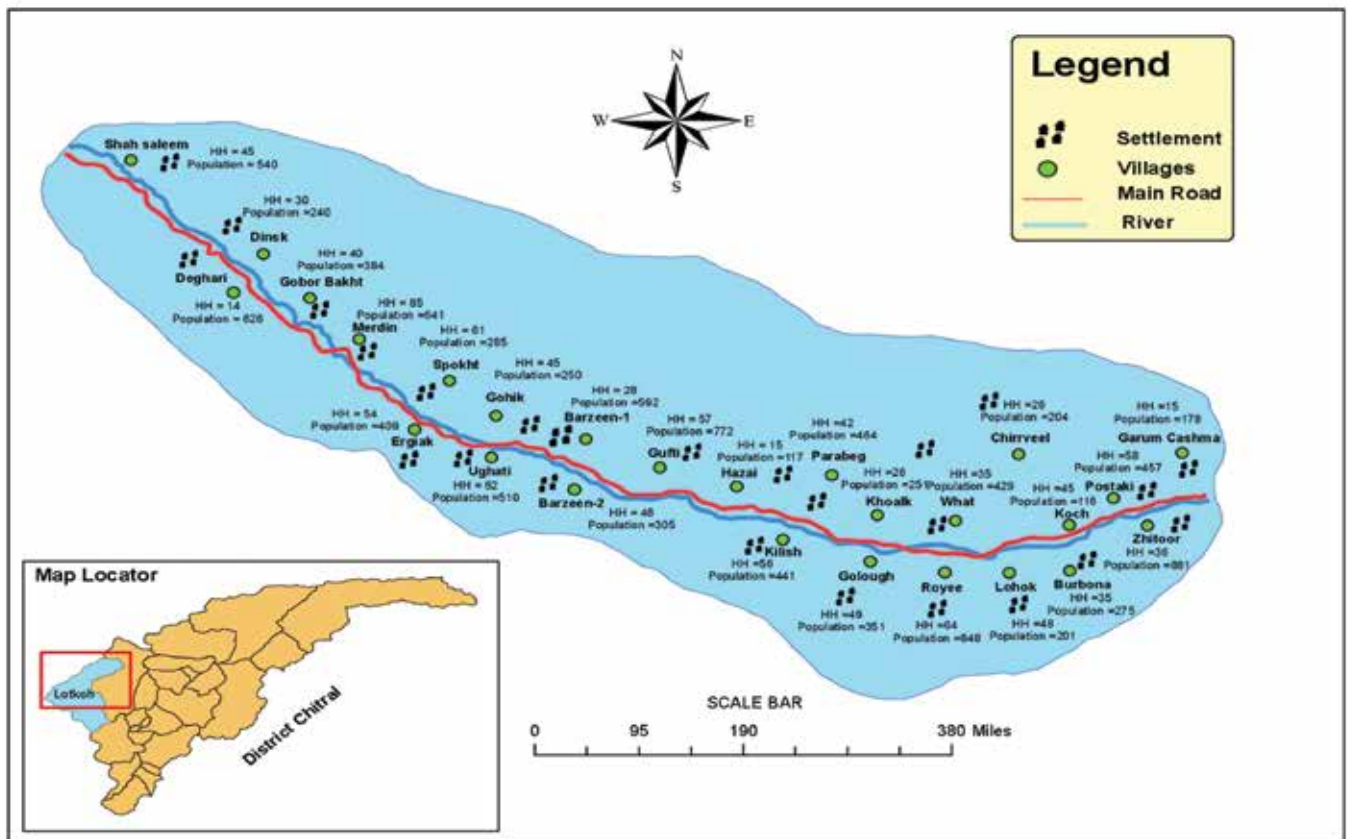 N
W
E
S
Legend
Settlement
Villages
Main Road
River
Shah saleem
HH = 45
Population = 540
HH = 30
Population =240
Dinsk
Deghari
HH = 14
Population =626
HH = 40
Population =384
Gobor Bakht
HH = 85
Population =641
Merdin
HH = 61
Population =285
Spokht
HH = 45
Population =250
Gohik
HH = 54
Population =409
Ergiak
Ughati
HH = 62
Population =510
HH = 28
Population =592
Barzeen-1
Barzeen-2
HH = 46
Population =305
HH = 57
Population =772
Gufti
HH = 15
Population =117
Hazai
HH =42
Population =464
Parabeg
HH =26
Population =251
Khoalk
HH =35
Population =429
What
HH =26
Population =204
Chirrveel
HH =45
Population =116
Koch
HH =58
Population =457
Postaki
HH =15
Population =178
Garum Cashma
Zhitoor
HH =36
Population =881
Kilish
HH =56
Population =441
Golough
HH =49
Population =351
Royee
HH =64
Population =648
Lohok
HH =48
Population =201
Burbona
HH =35
Population =275
Map Locator
Lotkoh
District Chitral
SCALE BAR
0 95 190 380 Miles